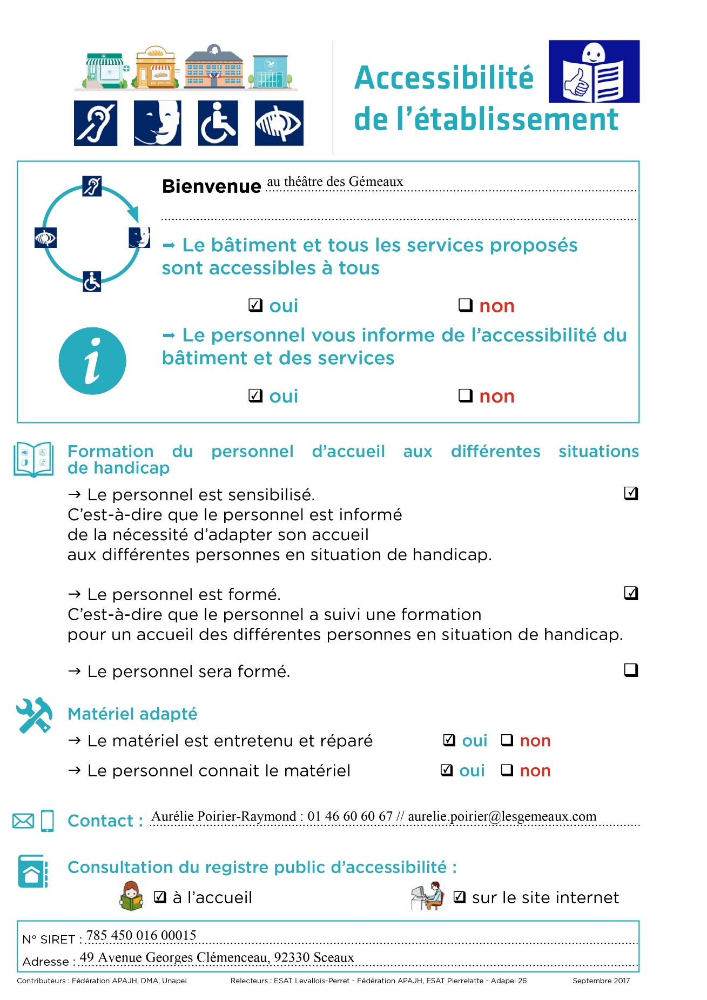 Accessibilité
de l’établissement
Bienvenue au théâtre des Gémeaux
➞ Le bâtiment et tous les services proposés
sont accessibles à tous
☑ oui ☐ non
➞ Le personnel vous informe de l’accessibilité du
bâtiment et des services
☑ oui ☐ non
Formation du personnel d’accueil aux différentes situations
de handicap
→ Le personnel est sensibilisé. ☑
C’est-à-dire que le personnel est informé
de la nécessité d’adapter son accueil
aux différentes personnes en situation de handicap.
→ Le personnel est formé. ☑
C’est-à-dire que le personnel a suivi une formation
pour un accueil des différentes personnes en situation de handicap.
→ Le personnel sera formé. ☐
Matériel adapté
→ Le matériel est entretenu et réparé ☑ oui ☐ non
→ Le personnel connait le matériel ☑ oui ☐ non
Contact : Aurélie Poirier-Raymond : 01 46 60 60 67 // aurelie.poirier@lesgemeaux.com
Consultation du registre public d’accessibilité :
☑ à l’accueil ☑ sur le site internet
N° SIRET : 785 450 016 00015
Adresse : 49 Avenue Georges Clémenceau, 92330 Sceaux
Contributeurs : Fédération APAJH, DMA, Unapei Relecteurs : ESAT Levallois-Perret - Fédération APAJH, ESAT Pierrelatte - Adapei 26 Septembre 2017